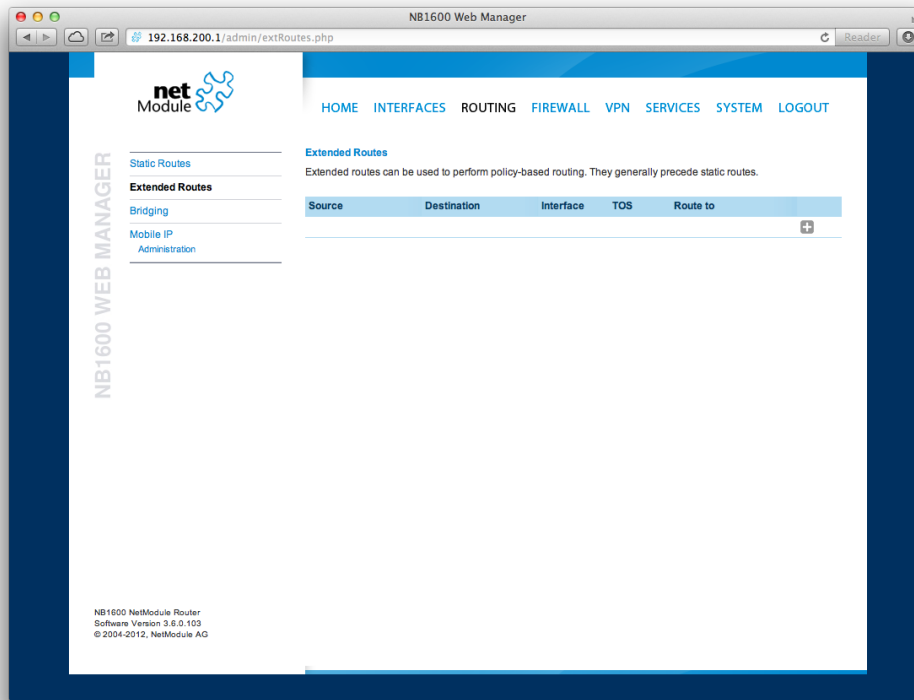 NB1600 Web Manager
192.168.200.1/admin/extRoutes.php
Reader
net
Module
HOME INTERFACES ROUTING FIREWALL VPN SERVICES SYSTEM LOGOUT
NB1600 WEB MANAGER
Static Routes
Extended Routes
Bridging
Mobile IP
Administration
Extended Routes
Extended routes can be used to perform policy-based routing. They generally precede static routes.
Source Destination Interface TOS Route to
NB1600 NetModule Router
Software Version 3.6.0.103
© 2004-2012, NetModule AG